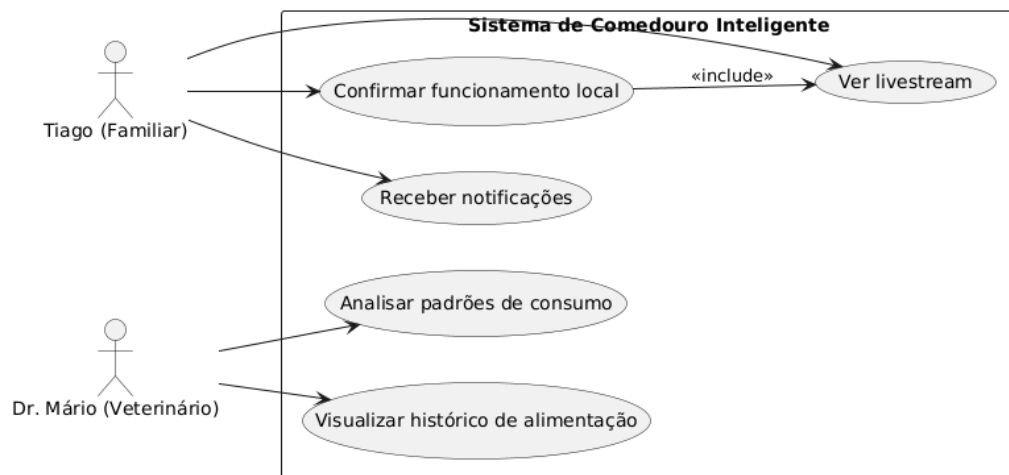 Sistema de Comedouro Inteligente
Confirmar funcionamento local
«include»
Ver livestream
Tiago (Familiar)
Receber notificações
Analisar padrões de consumo
Dr. Mário (Veterinário)
Visualizar histórico de alimentação